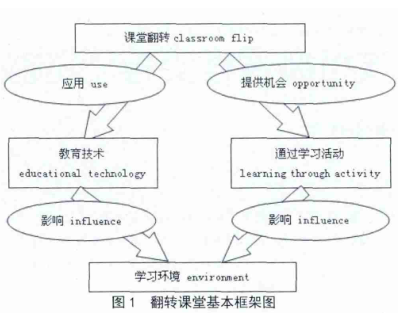 课堂翻转 classroom flip
应用 use
提供机会 opportunity
教育技术
educational technology
通过学习活动
learning through activity
影响 influence
影响 influence
学习环境 environment
图 1 翻转课堂基本框架图